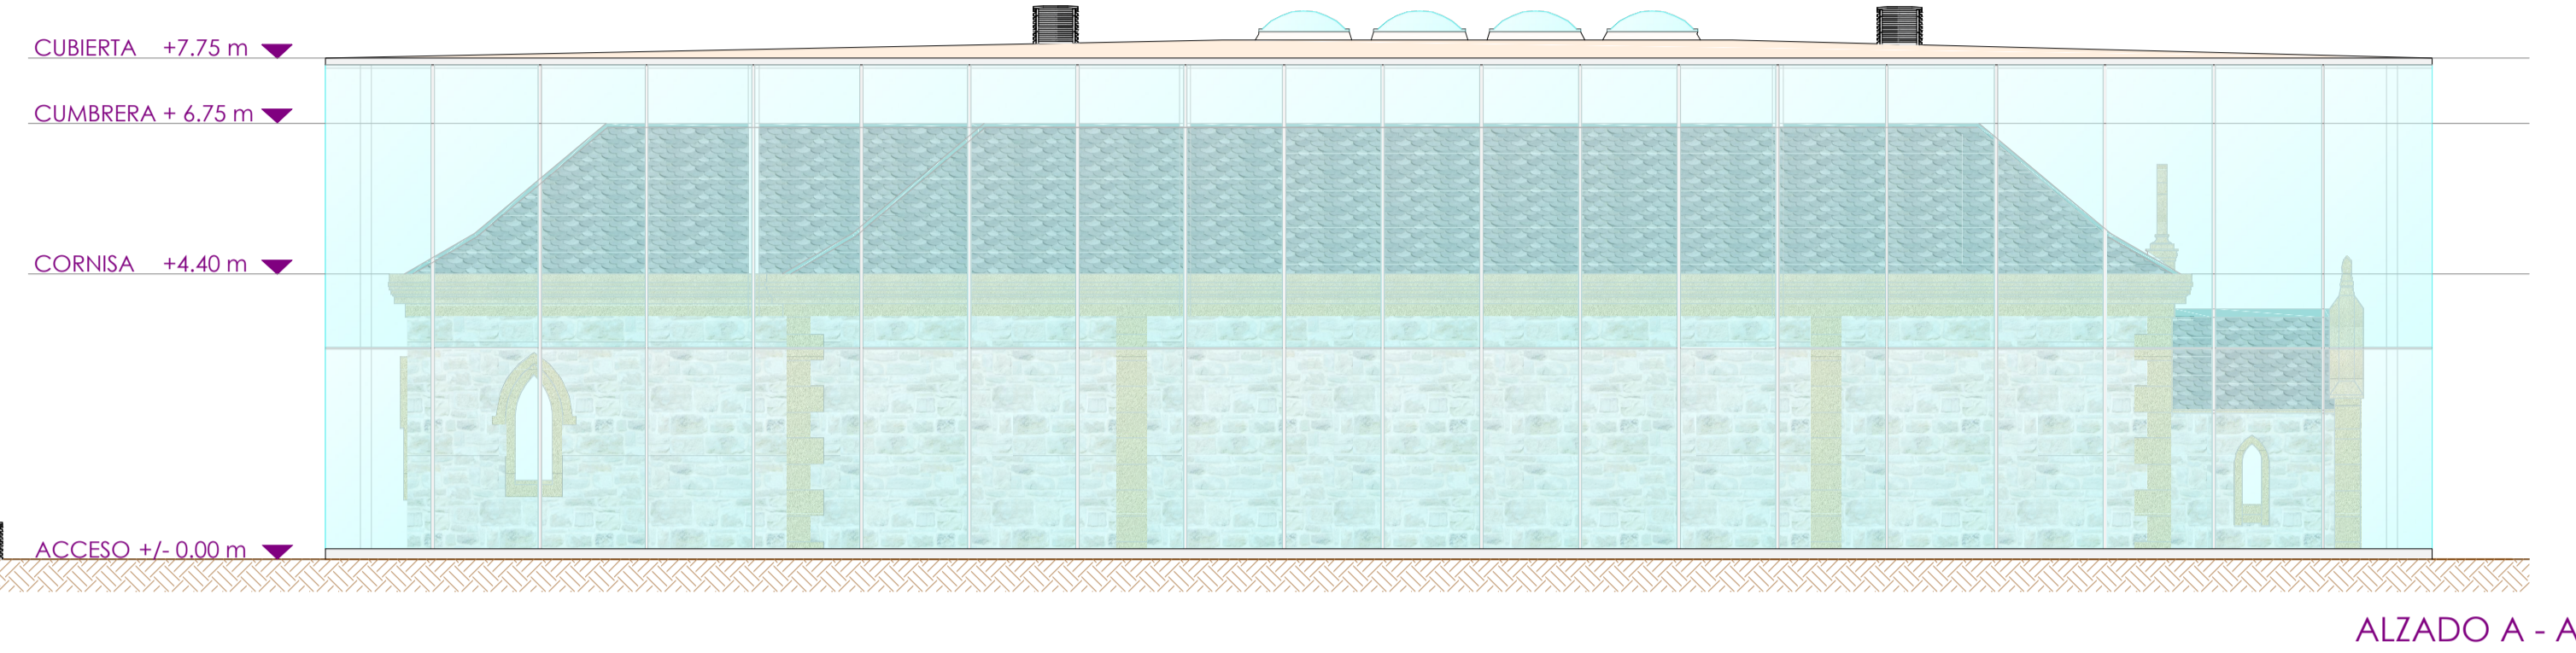 CUBIERTA +7.75 m
CUMBRERA + 6.75 m
CORNISA +4.40 m
ACCESO +/- 0.00 m
ALZADO A - A